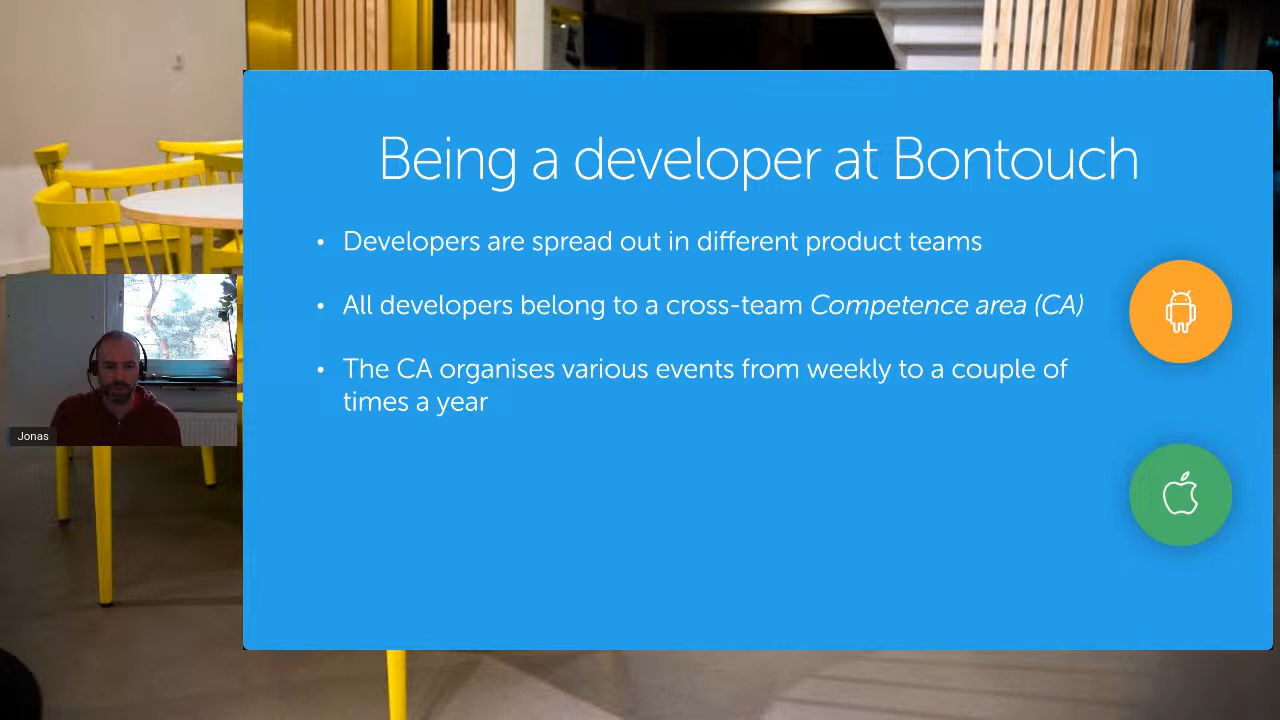 Being a developer at Bontouch
• Developers are spread out in different product teams
• All developers belong to a cross-team Competence area (CA)
• The CA organises various events from weekly to a couple of
times a year
Jonas